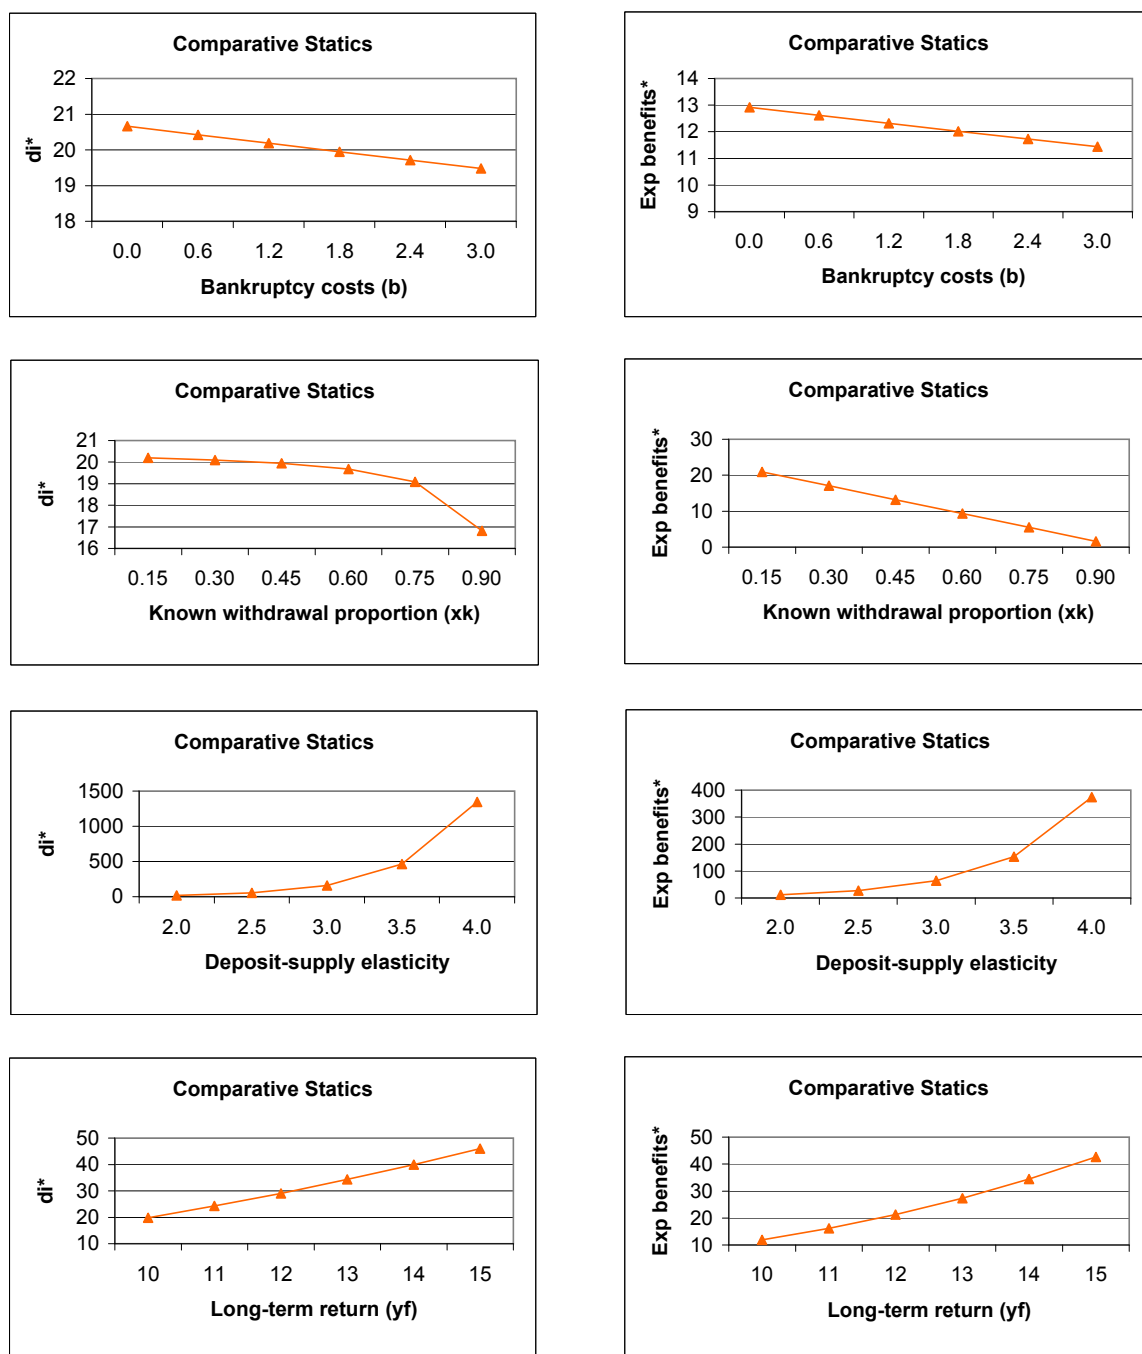 Comparative Statics
di*
22
21
20
19
18
0.0 0.6 1.2 1.8 2.4 3.0
Bankruptcy costs (b)
Comparative Statics
Exp benefits*
14
13
12
11
10
9
0.0 0.6 1.2 1.8 2.4 3.0
Bankruptcy costs (b)
Comparative Statics
di*
21
20
19
18
17
16
0.15 0.30 0.45 0.60 0.75 0.90
Known withdrawal proportion (xk)
Comparative Statics
Exp benefits*
30
20
10
0
0.15 0.30 0.45 0.60 0.75 0.90
Known withdrawal proportion (xk)
Comparative Statics
di*
1500
1000
500
0
2.0 2.5 3.0 3.5 4.0
Deposit-supply elasticity
Comparative Statics
Exp benefits*
400
300
200
100
0
2.0 2.5 3.0 3.5 4.0
Deposit-supply elasticity
Comparative Statics
di*
50
40
30
20
10
10 11 12 13 14 15
Long-term return (yf)
Comparative Statics
Exp benefits*
50
40
30
20
10
10 11 12 13 14 15
Long-term return (yf)